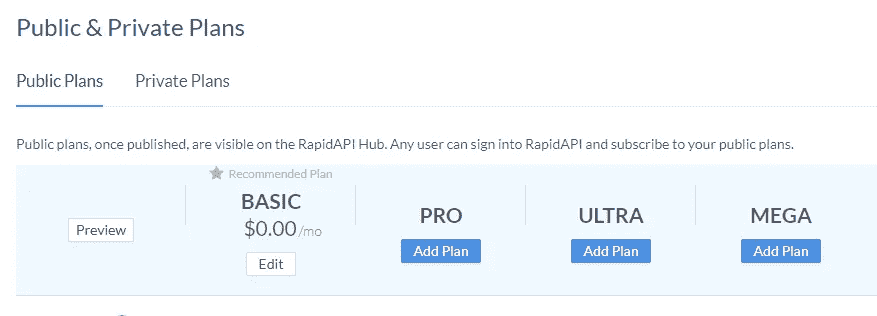 Public & Private Plans
Public Plans Private Plans
Public plans, once published, are visible on the RapidAPI Hub. Any user can sign into RapidAPI and subscribe to your public plans.
Recommended Plan
BASIC
$0.00/mo
Edit
Preview
PRO
Add Plan
ULTRA
Add Plan
MEGA
Add Plan